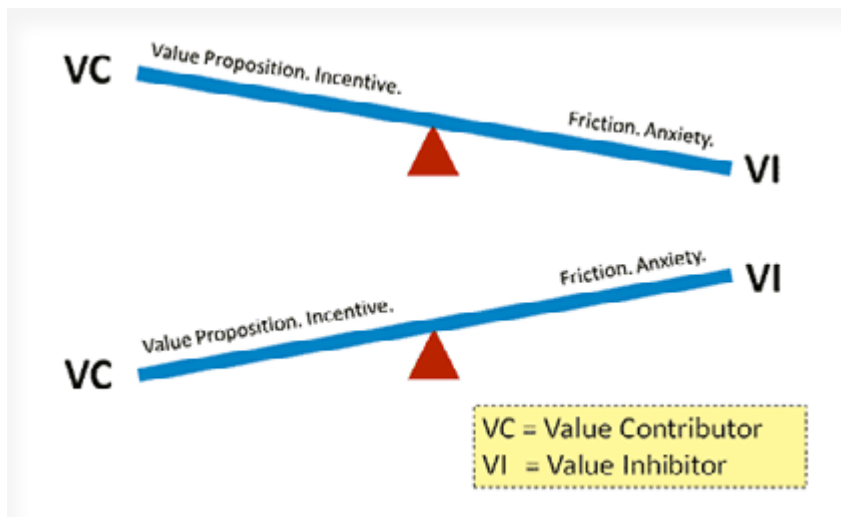 VC
Value Proposition. Incentive.
Friction. Anxiety.
VI
Friction. Anxiety.
VI
Value Proposition. Incentive.
VC
VC = Value Contributor
VI = Value Inhibitor